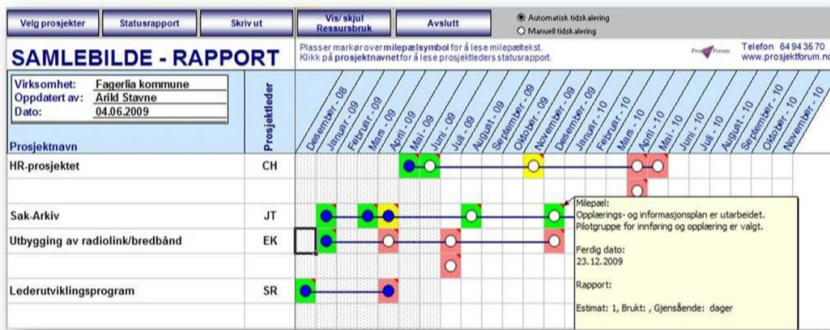 Velg prosjekter
Statusrapport
Skriv ut
Vis/ skjul
Ressursbruk
Avslutt
Automatisk tidskalering
Manuell tidskalering
SAMLEBILDE - RAPPORT
Plasser markør over milepælsymbol for å lese milepæltekst.
Klikk på prosjektnavnet for å lese prosjektleders statusrapport.
Prosjekt Forum
Telefon 64 94 36 70
www.prosjektforum.no
Virksomhet: Fagerlia kommune
Oppdatert av: Arild Stavne
Dato: 04.06.2009
Prosjektnavn
Prosjektleder
Desember - 08
Januar - 09
Februar - 09
Mars - 09
April - 09
Mai - 09
Juni - 09
Juli - 09
August - 09
September - 09
Oktober - 09
November - 09
Desember - 09
Januar - 10
Februar - 10
Mars - 10
April - 10
Mai - 10
Juni - 10
Juli - 10
August - 10
September - 10
Oktober - 10
November - 10
HR-prosjektet CH
Sak-Arkiv JT
Utbygging av radiolink/bredbånd EK
Lederutviklingsprogram SR
Milepæl:
Opplærings- og informasjonsplan er utarbeidet.
Pilotgruppe for innføring og opplæring er valgt.
Ferdig dato:
23.12.2009
Rapport:
Estimat: 1, Brukt: , Gjensående: dager